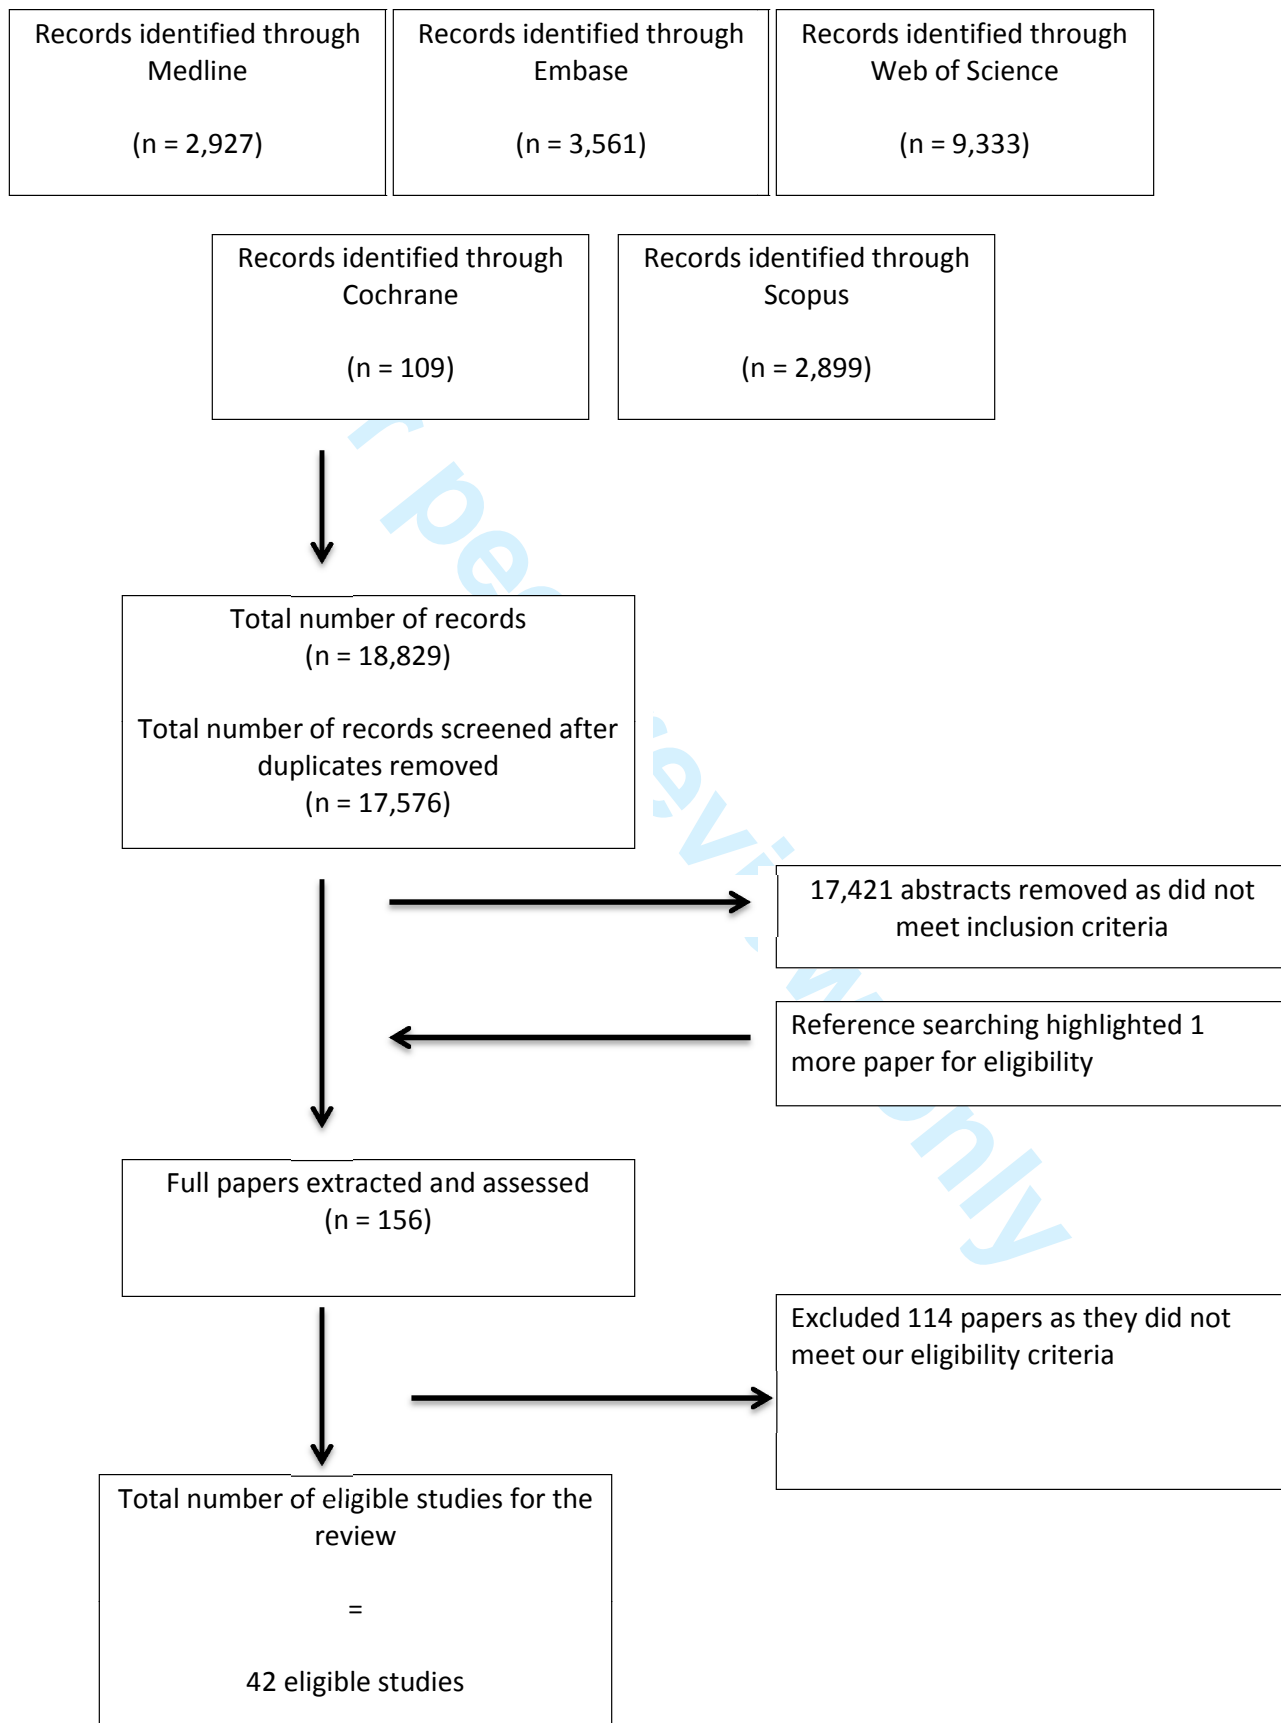 Records identified through
Medline
(n = 2,927)
Records identified through
Embase
(n = 3,561)
Records identified through
Web of Science
(n = 9,333)
Records identified through
Cochrane
(n = 109)
Records identified through
Scopus
(n = 2,899)
Total number of records
(n = 18,829)
Total number of records screened after
duplicates removed
(n = 17,576)
17,421 abstracts removed as did not
meet inclusion criteria
Reference searching highlighted 1
more paper for eligibility
Full papers extracted and assessed
(n = 156)
Excluded 114 papers as they did not
meet our eligibility criteria
Total number of eligible studies for the
review
=
42 eligible studies